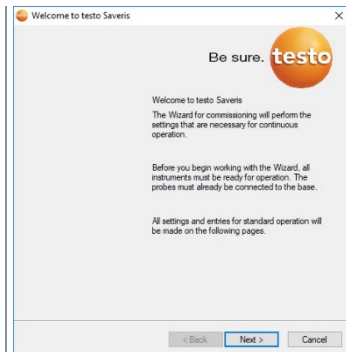 Welcome to testo Saveris
Be sure. testo
Welcome to testo Saveris
The Wizard for commissioning will perform the
settings that are necessary for continuous
operation.
Before you begin working with the Wizard, all
instruments must be ready for operation. The
probes must already be connected to the base.
All settings and entries for standard operation will
be made on the following pages.
< Back Next > Cancel